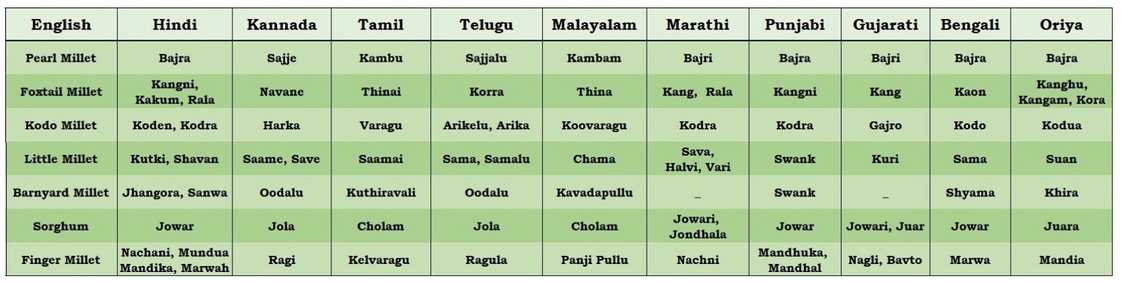 English Hindi Kannada Tamil Telugu Malayalam Marathi Punjabi Gujarati Bengali Oriya
Pearl Millet Bajra Sajje Kambu Sajjalu Kambam Bajri Bajra Bajri Bajra Bajra
Foxtail Millet Kangni, Kakum, Rala Navane Thinai Korra Thina Kang, Rala Kangni Kang Kaon Kanghu, Kangam, Kora
Kodo Millet Koden, Kodra Harka Varagu Arikelu, Arika Koovaragu Kodra Kodra Gajro Kodo Kodua
Little Millet Kutki, Shavan Saame, Save Saamai Sama, Samalu Chama Sava, Halvi, Vari Swank Kuri Sama Suan
Barnyard Millet Jhangora, Sanwa Oodalu Kuthiravali Oodalu Kavadapullu _ Swank _ Shyama Khira
Sorghum Jowar Jola Cholam Jola Cholam Jowari, Jondhala Jowar Jowari, Juar Jowar Juara
Finger Millet Nachani, Mundua Mandika, Marwah Ragi Kelvaragu Ragula Panji Pullu Nachni Mandhuka, Mandhal Nagli, Bavto Marwa Mandia